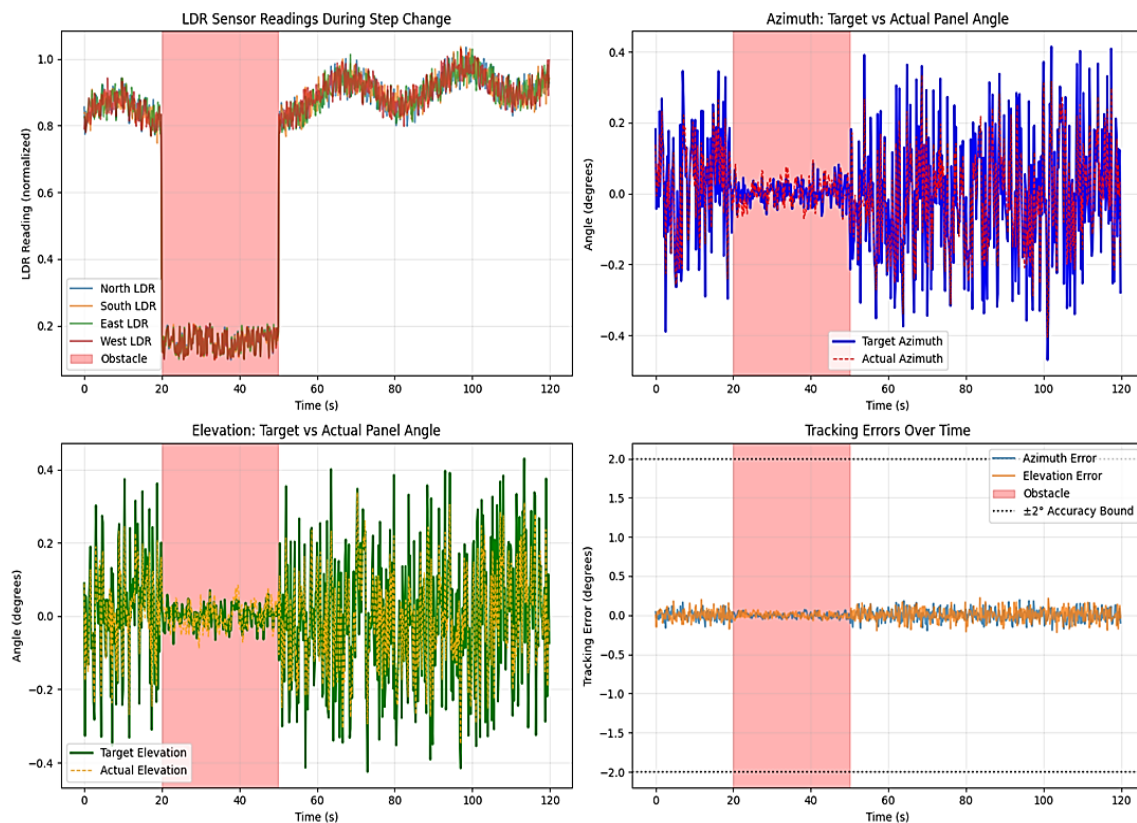 LDR Sensor Readings During Step Change
1.0
0.8
0.6
0.4
0.2
LDR Reading (normalized)
North LDR
South LDR
East LDR
West LDR
Obstacle
0 20 40 60 80 100 120
Time (s)
Azimuth: Target vs Actual Panel Angle
0.4
0.2
0.0
−0.2
−0.4
Angle (degrees)
Target Azimuth
Actual Azimuth
0 20 40 60 80 100 120
Time (s)
Elevation: Target vs Actual Panel Angle
0.4
0.2
0.0
−0.2
−0.4
Angle (degrees)
Target Elevation
Actual Elevation
0 20 40 60 80 100 120
Time (s)
Tracking Errors Over Time
2.0
1.5
1.0
0.5
0.0
−0.5
−1.0
−1.5
−2.0
Tracking Error (degrees)
Azimuth Error
Elevation Error
Obstacle
±2° Accuracy Bound
0 20 40 60 80 100 120
Time (s)